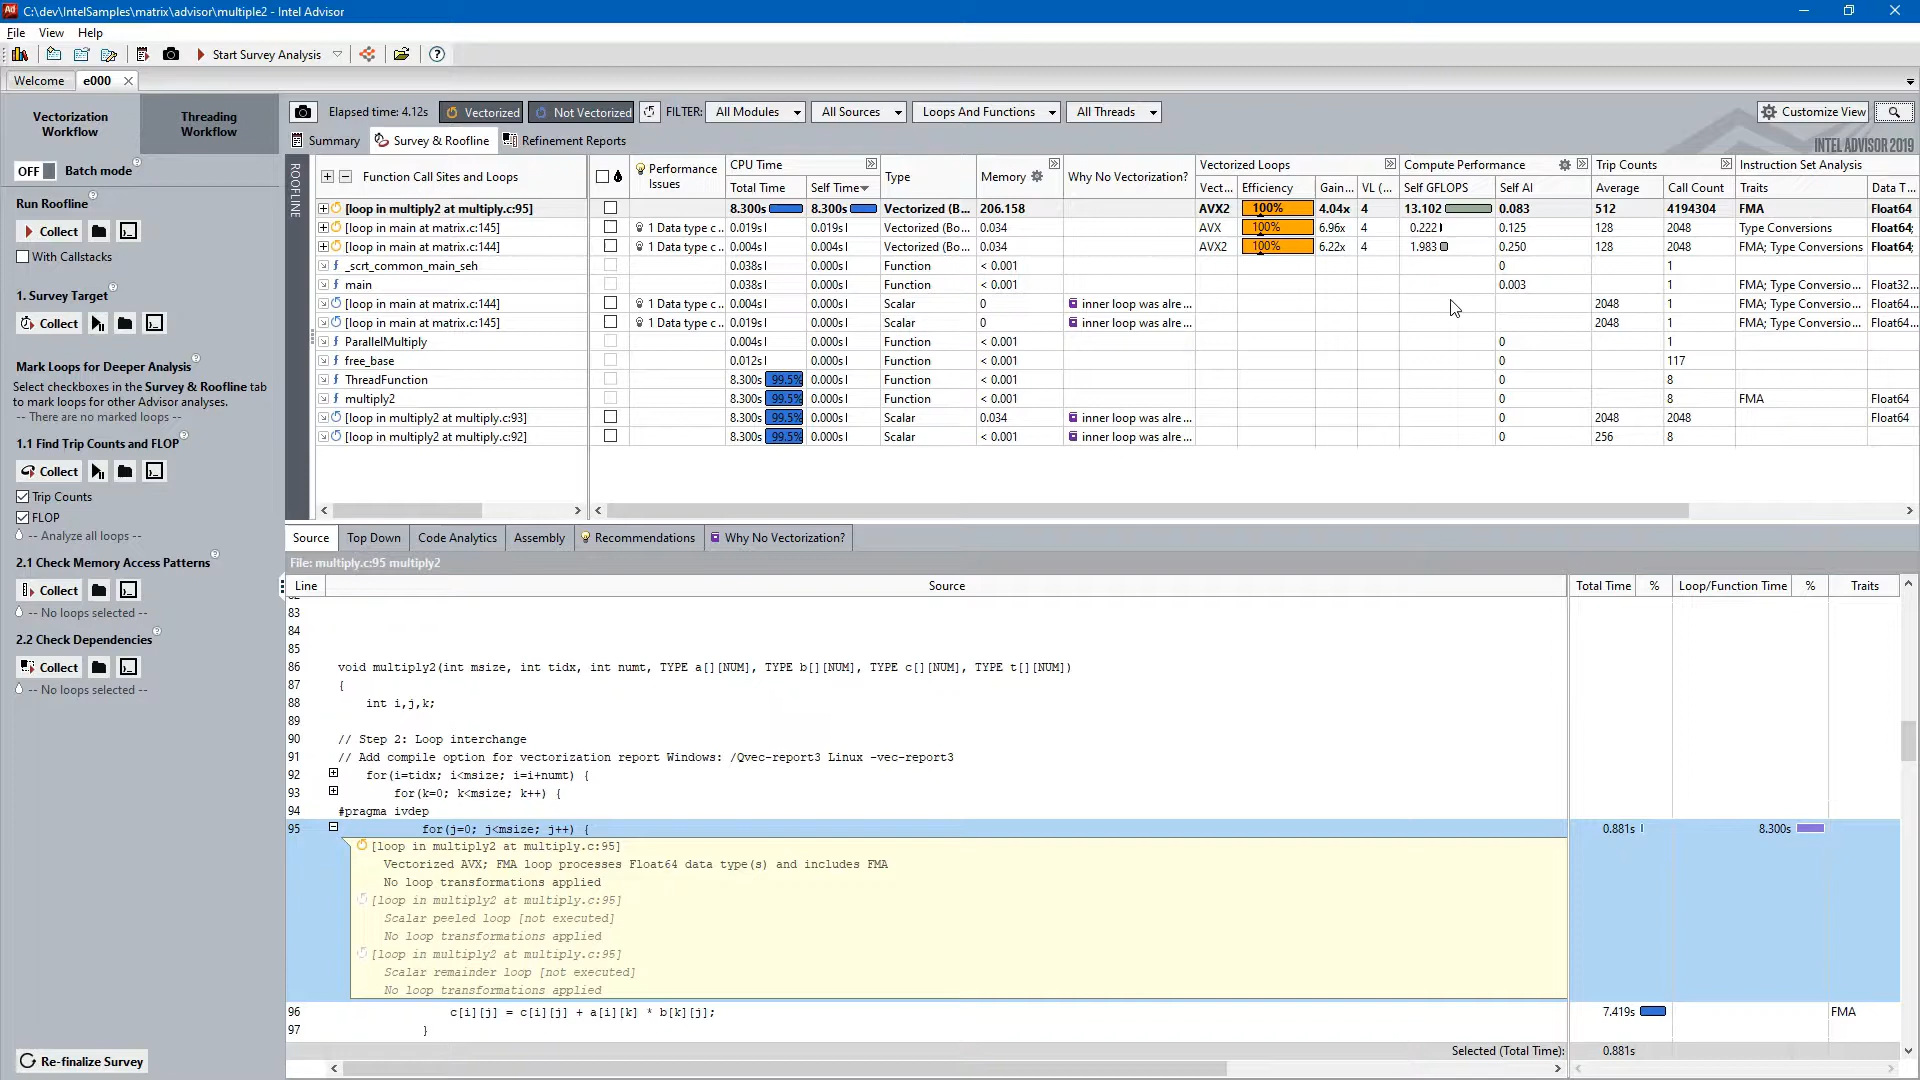 C:\dev\IntelSamples\matrix\advisor\multiple2 - Intel Advisor
File View Help
Start Survey Analysis
Welcome e000
Vectorization Workflow
Threading Workflow
OFF Batch mode
Run Roofline
Collect
With Callstacks
1. Survey Target
Collect
Mark Loops for Deeper Analysis
Select checkboxes in the Survey & Roofline tab
to mark loops for other Advisor analyses.
-- There are no marked loops --
1.1 Find Trip Counts and FLOP
Collect
Trip Counts
FLOP
-- Analyze all loops --
2.1 Check Memory Access Patterns
Collect
-- No loops selected --
2.2 Check Dependencies
Collect
-- No loops selected --
Re-finalize Survey
Elapsed time: 4.12s Vectorized Not Vectorized FILTER: All Modules All Sources Loops And Functions All Threads Customize View
Summary Survey & Roofline Refinement Reports INTEL ADVISOR 2019
ROOFLINE
Function Call Sites and Loops Performance Issues CPU Time Type Memory Why No Vectorization? Vectorized Loops Compute Performance Trip Counts Instruction Set Analysis
Total Time Self Time Vect... Efficiency Gain... VL (... Self GFLOPS Self AI Average Call Count Traits Data T...
[loop in multiply2 at multiply.c:95] 8.300s 8.300s Vectorized (B... 206.158 AVX2 100% 4.04x 4 13.102 0.083 512 4194304 FMA Float64
[loop in main at matrix.c:145] 1 Data type c... 0.019s 0.019s Vectorized (Bo... 0.034 AVX 100% 6.96x 4 0.222 0.125 128 2048 Type Conversions Float64;
[loop in main at matrix.c:144] 1 Data type c... 0.004s 0.004s Vectorized (Bo... 0.034 AVX2 100% 6.22x 4 1.983 0.250 128 2048 FMA; Type Conversions Float64;
_scrt_common_main_seh 0.038s 0.000s Function < 0.001 0 1
main 0.038s 0.000s Function < 0.001 0.003 1 FMA; Type Conversio... Float32...
[loop in main at matrix.c:144] 1 Data type c... 0.004s 0.000s Scalar 0 inner loop was alre... 2048 1 FMA; Type Conversio... Float64...
[loop in main at matrix.c:145] 1 Data type c... 0.019s 0.000s Scalar 0 inner loop was alre... 2048 1 FMA; Type Conversio... Float64...
ParallelMultiply 0.004s 0.000s Function < 0.001 0 1
free_base 0.012s 0.000s Function < 0.001 0 117
ThreadFunction 8.300s 99.5% 0.000s Function < 0.001 0 8
multiply2 8.300s 99.5% 0.000s Function < 0.001 0 8 FMA Float64
[loop in multiply2 at multiply.c:93] 8.300s 99.5% 0.000s Scalar 0.034 inner loop was alre... 0 2048 2048 Float64
[loop in multiply2 at multiply.c:92] 8.300s 99.5% 0.000s Scalar < 0.001 inner loop was alre... 0 256 8
Source Top Down Code Analytics Assembly Recommendations Why No Vectorization?
File: multiply.c:95 multiply2
Line Source Total Time % Loop/Function Time % Traits
83
84
85
86 void multiply2(int msize, int tidx, int numt, TYPE a[][NUM], TYPE b[][NUM], TYPE c[][NUM], TYPE t[][NUM])
87 {
88 int i,j,k;
89
90 // Step 2: Loop interchange
91 // Add compile option for vectorization report Windows: /Qvec-report3 Linux -vec-report3
92 for(i=tidx; i<msize; i=i+numt) {
93 for(k=0; k<msize; k++) {
94 #pragma ivdep
95 for(j=0; j<msize; j++) { 0.881s 8.300s
[loop in multiply2 at multiply.c:95]
Vectorized AVX; FMA loop processes Float64 data type(s) and includes FMA
No loop transformations applied
[loop in multiply2 at multiply.c:95]
Scalar peeled loop [not executed]
No loop transformations applied
[loop in multiply2 at multiply.c:95]
Scalar remainder loop [not executed]
No loop transformations applied
96 c[i][j] = c[i][j] + a[i][k] * b[k][j]; 7.419s FMA
97 }
Selected (Total Time): 0.881s